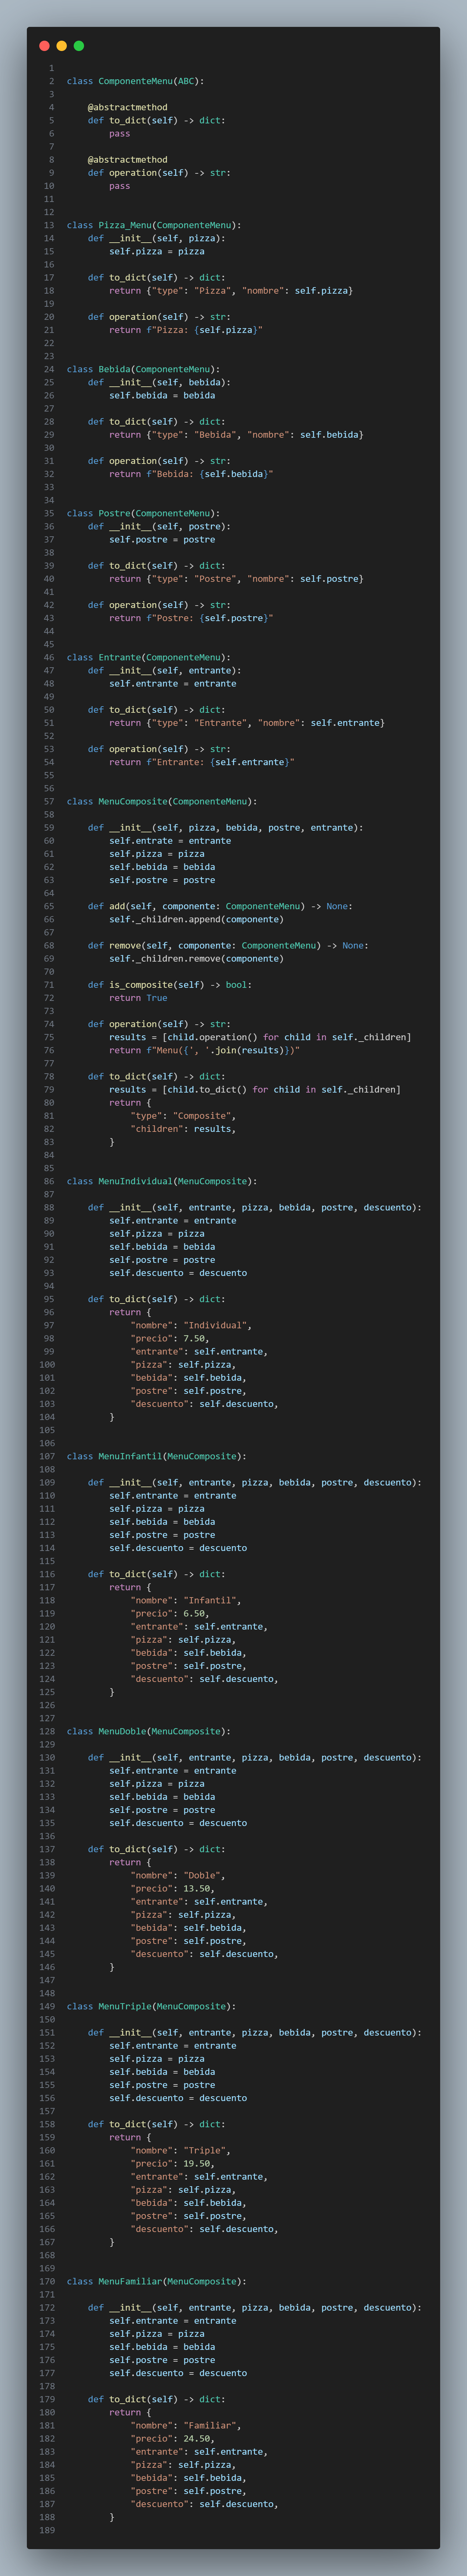 1
2 class ComponenteMenu(ABC):
3
4     @abstractmethod
5     def to_dict(self) -> dict:
6         pass
7
8     @abstractmethod
9     def operation(self) -> str:
10         pass
11
12
13 class Pizza_Menu(ComponenteMenu):
14     def __init__(self, pizza):
15         self.pizza = pizza
16
17     def to_dict(self) -> dict:
18         return {"type": "Pizza", "nombre": self.pizza}
19
20     def operation(self) -> str:
21         return f"Pizza: {self.pizza}"
22
23
24 class Bebida(ComponenteMenu):
25     def __init__(self, bebida):
26         self.bebida = bebida
27
28     def to_dict(self) -> dict:
29         return {"type": "Bebida", "nombre": self.bebida}
30
31     def operation(self) -> str:
32         return f"Bebida: {self.bebida}"
33
34
35 class Postre(ComponenteMenu):
36     def __init__(self, postre):
37         self.postre = postre
38
39     def to_dict(self) -> dict:
40         return {"type": "Postre", "nombre": self.postre}
41
42     def operation(self) -> str:
43         return f"Postre: {self.postre}"
44
45
46 class Entrante(ComponenteMenu):
47     def __init__(self, entrante):
48         self.entrante = entrante
49
50     def to_dict(self) -> dict:
51         return {"type": "Entrante", "nombre": self.entrante}
52
53     def operation(self) -> str:
54         return f"Entrante: {self.entrante}"
55
56
57 class MenuComposite(ComponenteMenu):
58
59     def __init__(self, pizza, bebida, postre, entrante):
60         self.entrate = entrante
61         self.pizza = pizza
62         self.bebida = bebida
63         self.postre = postre
64
65     def add(self, componente: ComponenteMenu) -> None:
66         self._children.append(componente)
67
68     def remove(self, componente: ComponenteMenu) -> None:
69         self._children.remove(componente)
70
71     def is_composite(self) -> bool:
72         return True
73
74     def operation(self) -> str:
75         results = [child.operation() for child in self._children]
76         return f"Menu({', '.join(results)})"
77
78     def to_dict(self) -> dict:
79         results = [child.to_dict() for child in self._children]
80         return {
81             "type": "Composite",
82             "children": results,
83         }
84
85
86 class MenuIndividual(MenuComposite):
87
88     def __init__(self, entrante, pizza, bebida, postre, descuento):
89         self.entrante = entrante
90         self.pizza = pizza
91         self.bebida = bebida
92         self.postre = postre
93         self.descuento = descuento
94
95     def to_dict(self) -> dict:
96         return {
97             "nombre": "Individual",
98             "precio": 7.50,
99             "entrante": self.entrante,
100             "pizza": self.pizza,
101             "bebida": self.bebida,
102             "postre": self.postre,
103             "descuento": self.descuento,
104         }
105
106
107 class MenuInfantil(MenuComposite):
108
109     def __init__(self, entrante, pizza, bebida, postre, descuento):
110         self.entrante = entrante
111         self.pizza = pizza
112         self.bebida = bebida
113         self.postre = postre
114         self.descuento = descuento
115
116     def to_dict(self) -> dict:
117         return {
118             "nombre": "Infantil",
119             "precio": 6.50,
120             "entrante": self.entrante,
121             "pizza": self.pizza,
122             "bebida": self.bebida,
123             "postre": self.postre,
124             "descuento": self.descuento,
125         }
126
127
128 class MenuDoble(MenuComposite):
129
130     def __init__(self, entrante, pizza, bebida, postre, descuento):
131         self.entrante = entrante
132         self.pizza = pizza
133         self.bebida = bebida
134         self.postre = postre
135         self.descuento = descuento
136
137     def to_dict(self) -> dict:
138         return {
139             "nombre": "Doble",
140             "precio": 13.50,
141             "entrante": self.entrante,
142             "pizza": self.pizza,
143             "bebida": self.bebida,
144             "postre": self.postre,
145             "descuento": self.descuento,
146         }
147
148
149 class MenuTriple(MenuComposite):
150
151     def __init__(self, entrante, pizza, bebida, postre, descuento):
152         self.entrante = entrante
153         self.pizza = pizza
154         self.bebida = bebida
155         self.postre = postre
156         self.descuento = descuento
157
158     def to_dict(self) -> dict:
159         return {
160             "nombre": "Triple",
161             "precio": 19.50,
162             "entrante": self.entrante,
163             "pizza": self.pizza,
164             "bebida": self.bebida,
165             "postre": self.postre,
166             "descuento": self.descuento,
167         }
168
169
170 class MenuFamiliar(MenuComposite):
171
172     def __init__(self, entrante, pizza, bebida, postre, descuento):
173         self.entrante = entrante
174         self.pizza = pizza
175         self.bebida = bebida
176         self.postre = postre
177         self.descuento = descuento
178
179     def to_dict(self) -> dict:
180         return {
181             "nombre": "Familiar",
182             "precio": 24.50,
183             "entrante": self.entrante,
184             "pizza": self.pizza,
185             "bebida": self.bebida,
186             "postre": self.postre,
187             "descuento": self.descuento,
188         }
189